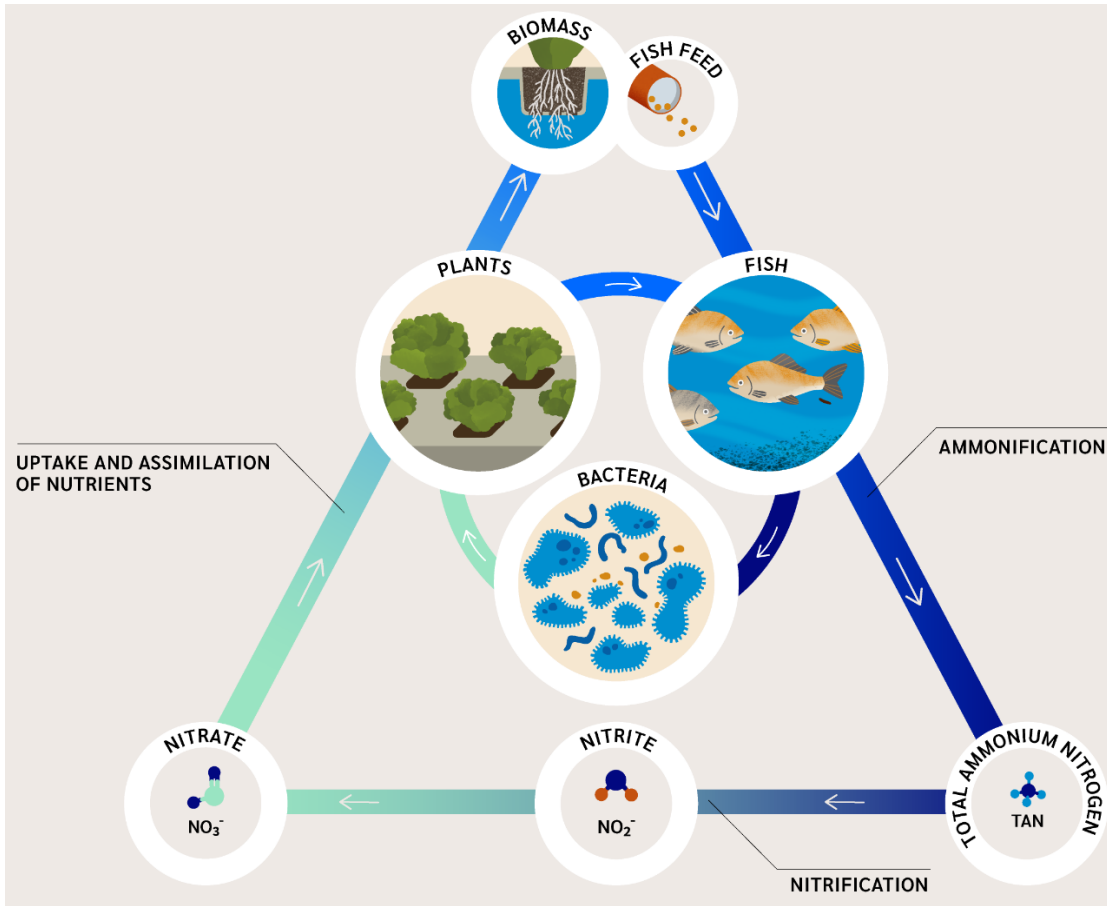 BIOMASS
FISH FEED
PLANTS
FISH
UPTAKE AND ASSIMILATION
OF NUTRIENTS
AMMONIFICATION
BACTERIA
NITRATE
NO₃⁻
NITRITE
NO₂⁻
TOTAL AMMONIUM NITROGEN
TAN
NITRIFICATION